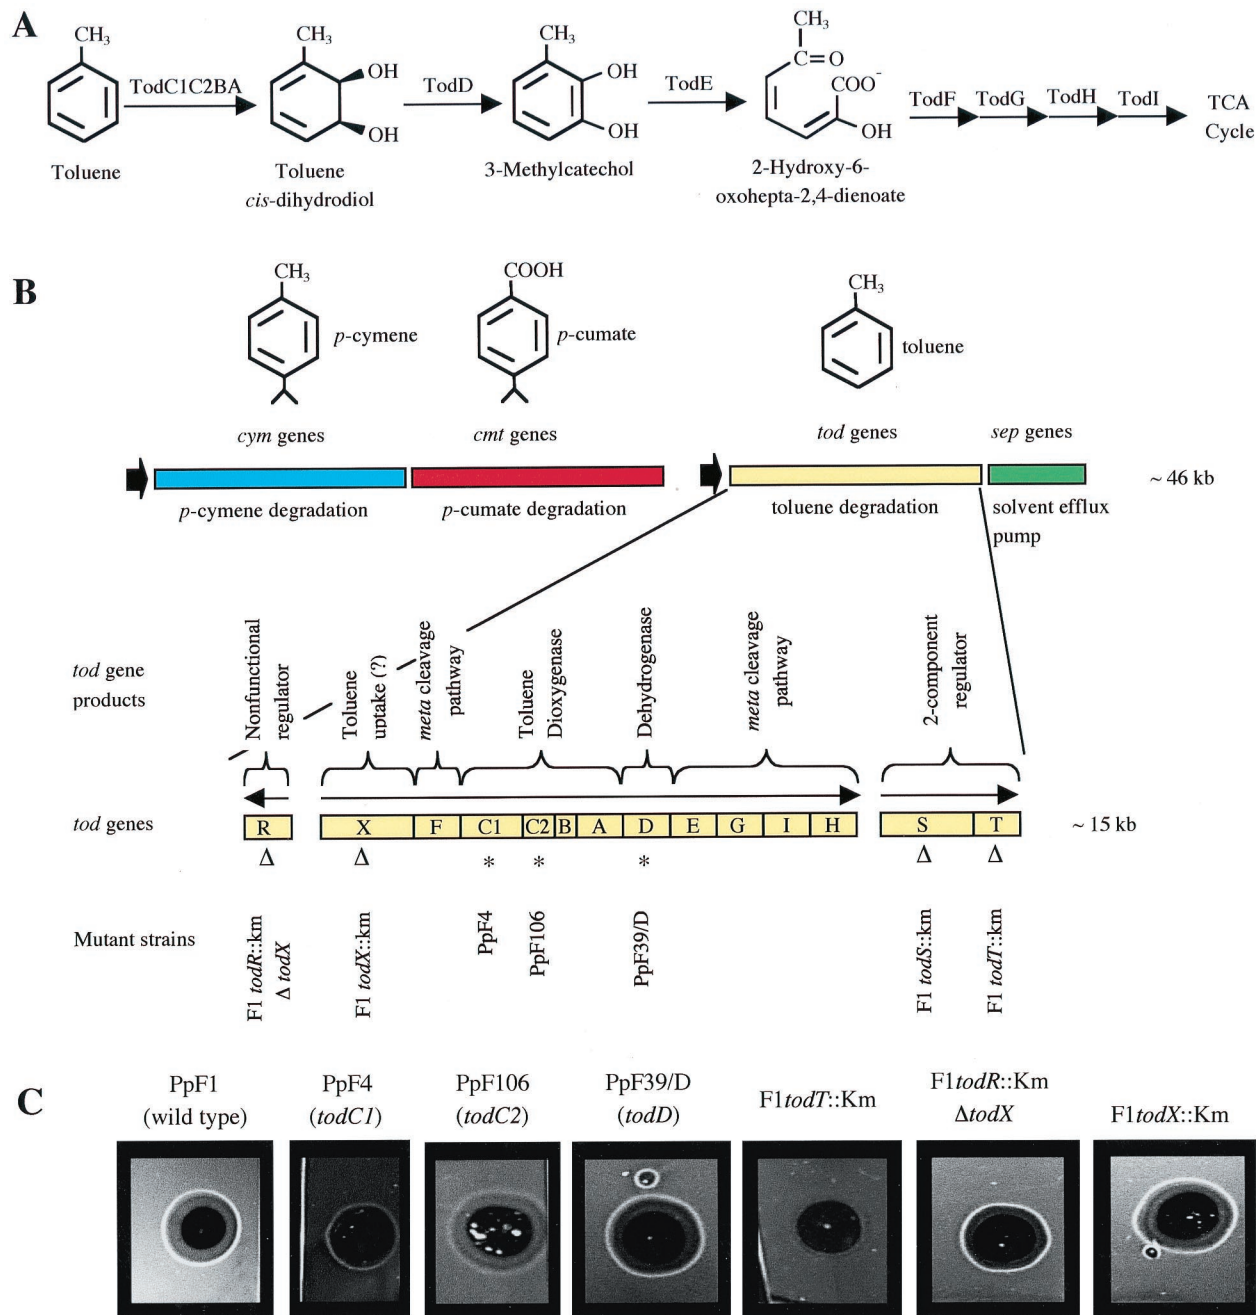 A
CH3
TodC1C2BA
Toluene
CH3
OH
OH
Toluene
cis-dihydrodiol
TodD
CH3
OH
OH
3-Methylcatechol
TodE
CH3
C=O
COO-
OH
2-Hydroxy-6-
oxohepta-2,4-dienoate
TodF
TodG
TodH
TodI
TCA
Cycle
B
CH3
p-cymene
COOH
p-cumate
CH3
toluene
cym genes
cmt genes
tod genes
sep genes
~ 46 kb
p-cymene degradation
p-cumate degradation
toluene degradation
solvent efflux
pump
tod gene
products
Nonfunctional
regulator
Toluene
uptake (?)
meta cleavage
pathway
Toluene
Dioxygenase
Dehydrogenase
meta cleavage
pathway
2-component
regulator
tod genes
R X F C1 C2 B A D E G I H S T
~ 15 kb
Δ Δ * * * Δ Δ
Mutant strains
F1 todR::km
Δ todX
F1 todX::km
PpF4
PpF106
PpF39/D
F1 todS::km
F1 todT::km
C
PpF1
(wild type)
PpF4
(todC1)
PpF106
(todC2)
PpF39/D
(todD)
F1todT::Km
F1todR::Km
ΔtodX
F1todX::Km